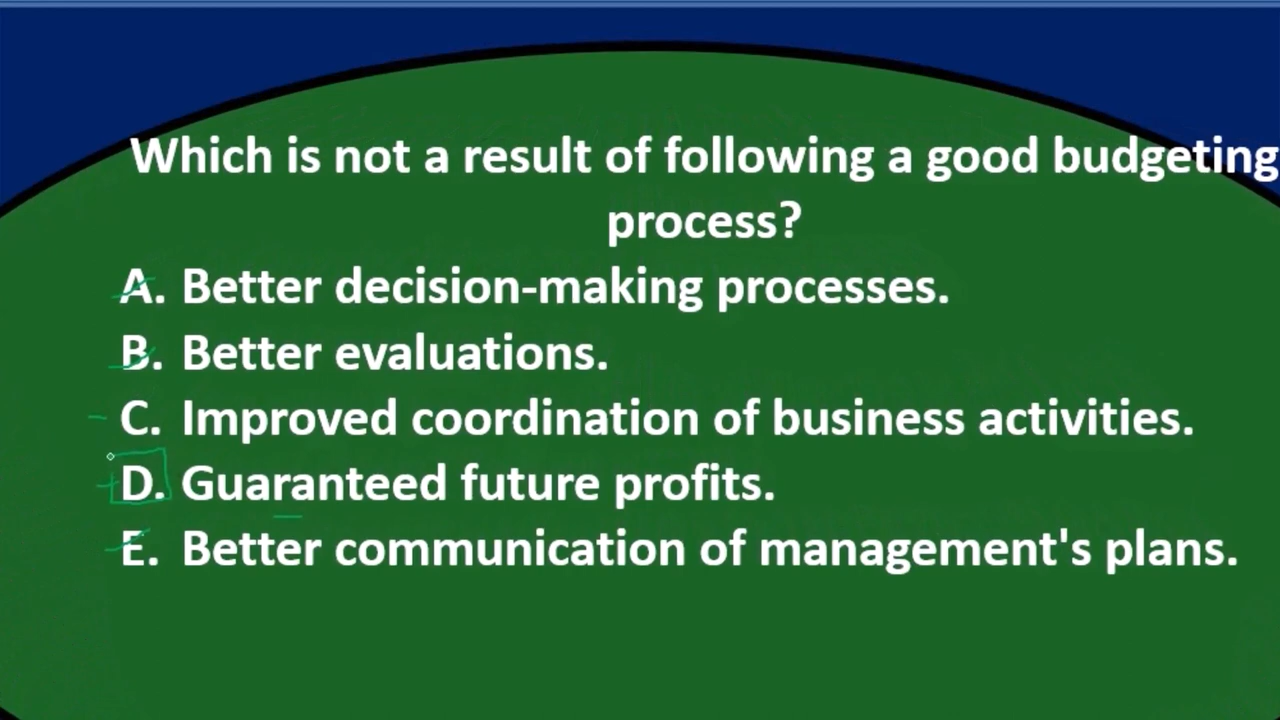 Which is not a result of following a good budgeting
process?
A. Better decision-making processes.
B. Better evaluations.
C. Improved coordination of business activities.
D. Guaranteed future profits.
E. Better communication of management's plans.